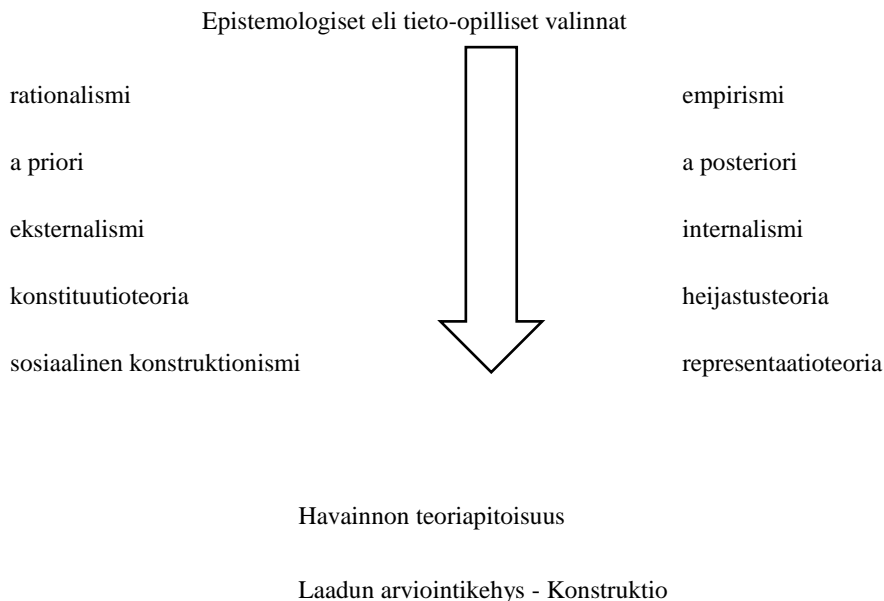 Epistemologiset eli tieto-opilliset valinnat
rationalismi empirismi
a priori a posteriori
eksternalismi internalismi
konstituutioteoria heijastusteoria
sosiaalinen konstruktionismi representaatioteoria
Havainnon teoriapitoisuus
Laadun arviointikehys - Konstruktio